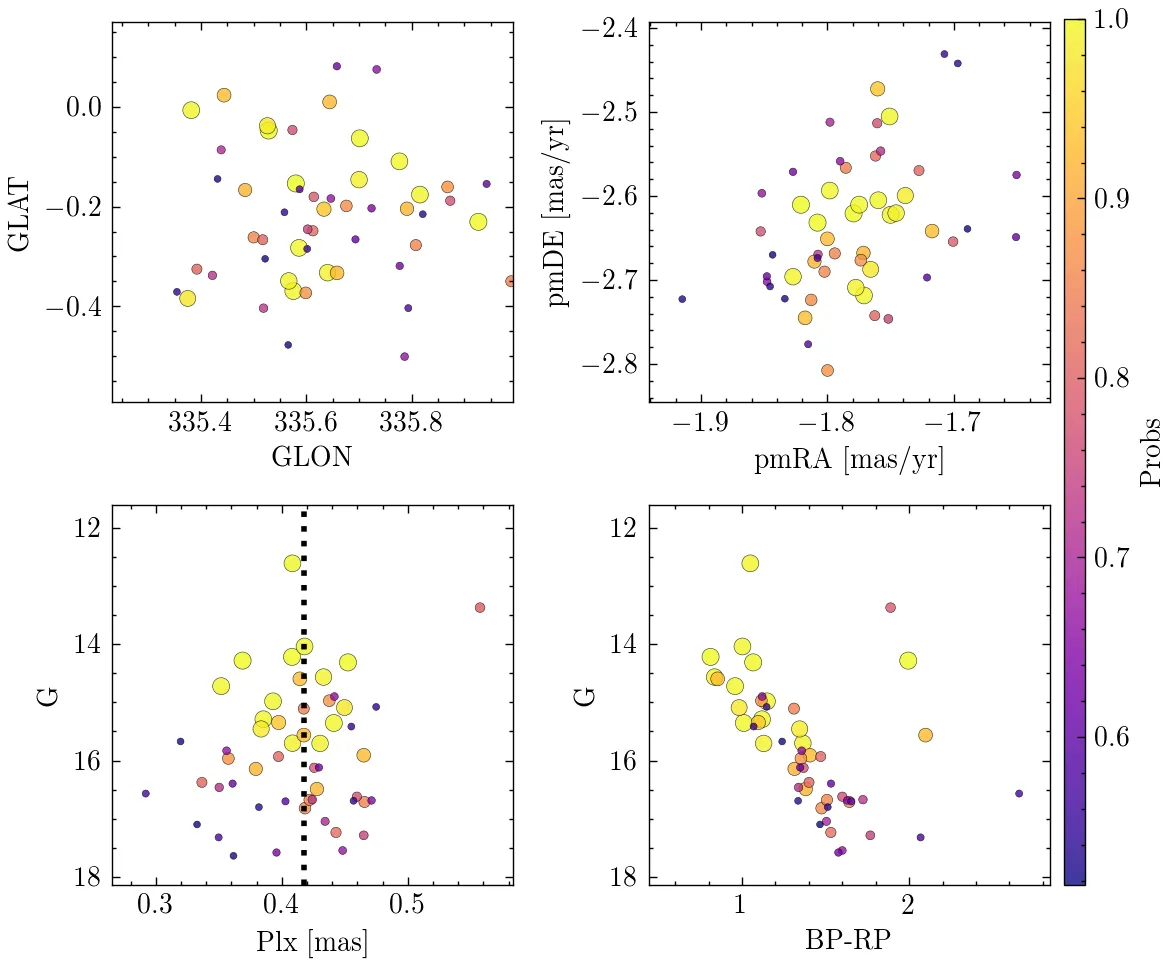 GLAT
0.0
−0.2
−0.4
335.4 335.6 335.8
GLON
pmDE [mas/yr]
−2.4
−2.5
−2.6
−2.7
−2.8
−1.9 −1.8 −1.7
pmRA [mas/yr]
G
12
14
16
18
0.3 0.4 0.5
Plx [mas]
G
12
14
16
18
1 2
BP-RP
1.0
0.9
0.8
0.7
0.6
Probs